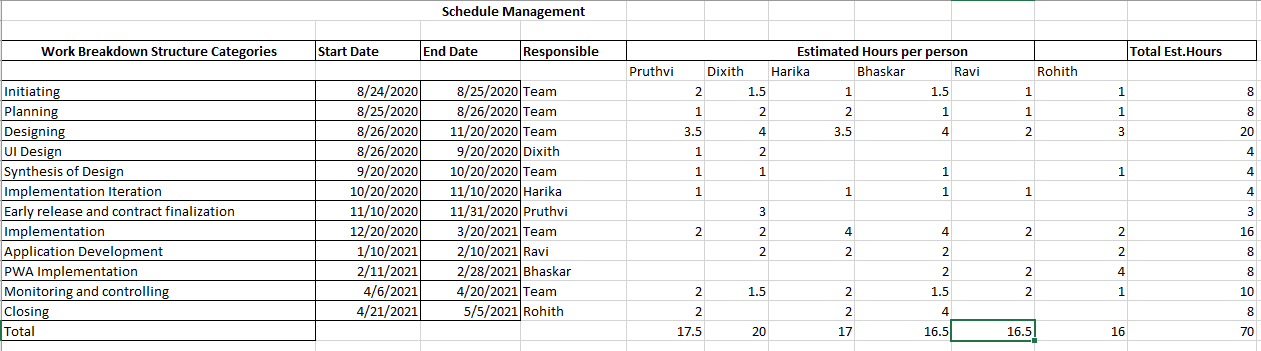 Schedule Management
Work Breakdown Structure Categories Start Date End Date Responsible Estimated Hours per person Total Est.Hours
Pruthvi Dixith Harika Bhaskar Ravi Rohith
Initiating 8/24/2020 8/25/2020 Team 2 1.5 1 1.5 1 1 8
Planning 8/25/2020 8/26/2020 Team 1 2 2 1 1 1 8
Designing 8/26/2020 11/20/2020 Team 3.5 4 3.5 4 2 3 20
UI Design 8/26/2020 9/20/2020 Dixith 1 2 4
Synthesis of Design 9/20/2020 10/20/2020 Team 1 1 1 1 4
Implementation Iteration 10/20/2020 11/10/2020 Harika 1 1 1 1 4
Early release and contract finalization 11/10/2020 11/31/2020 Pruthvi 3 3
Implementation 12/20/2020 3/20/2021 Team 2 2 4 4 2 2 16
Application Development 1/10/2021 2/10/2021 Ravi 2 2 2 2 8
PWA Implementation 2/11/2021 2/28/2021 Bhaskar 2 2 4 8
Monitoring and controlling 4/6/2021 4/20/2021 Team 2 1.5 2 1.5 2 1 10
Closing 4/21/2021 5/5/2021 Rohith 2 2 4 8
Total 17.5 20 17 16.5 16.5 16 70